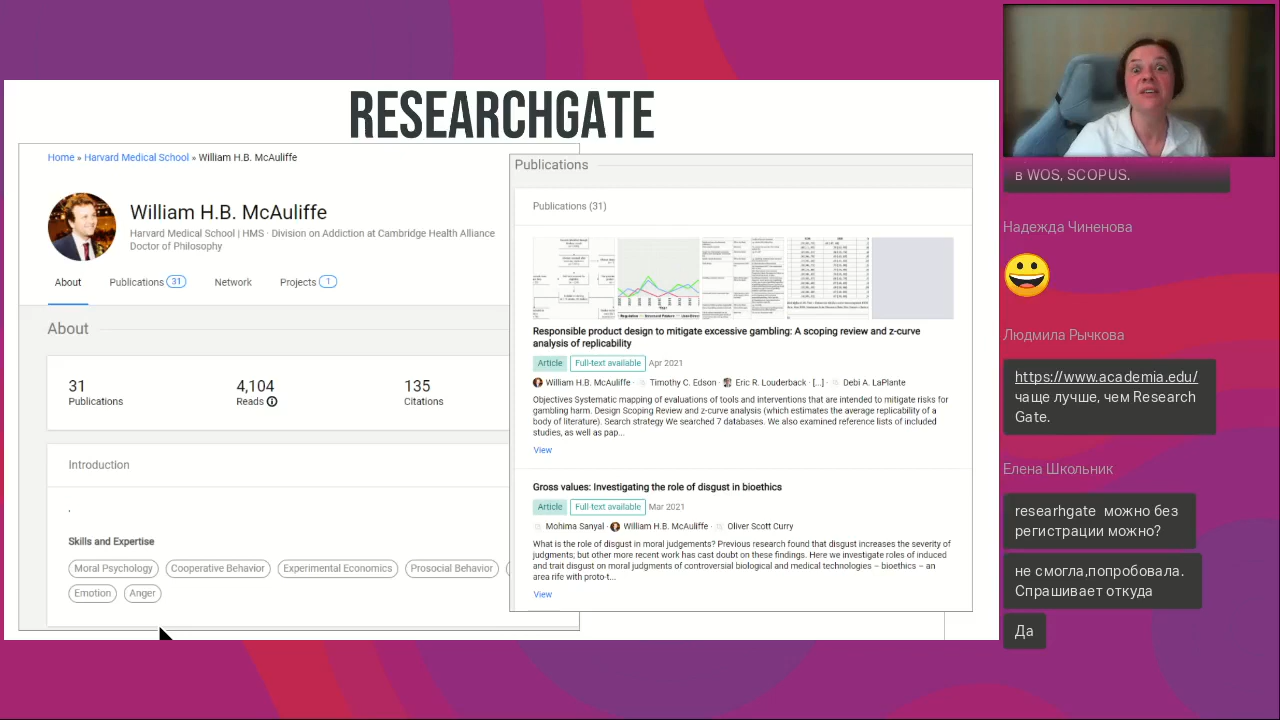 RESEARCHGATE
Home » Harvard Medical School » William H.B. McAuliffe
William H.B. McAuliffe
Harvard Medical School | HMS · Division on Addiction at Cambridge Health Alliance
Doctor of Philosophy
About Publications 31 Network Projects 1
About
31 4,104 135
Publications Reads Citations
Introduction
.
Skills and Expertise
Moral Psychology Cooperative Behavior Experimental Economics Prosocial Behavior
Emotion Anger
Publications
Publications (31)
Responsible product design to mitigate excessive gambling: A scoping review and z-curve
analysis of replicability
Article Full-text available Apr 2021
William H.B. McAuliffe · Timothy C. Edson · Eric R. Louderback · [...] · Debi A. LaPlante
Objectives Systematic mapping of evaluations of tools and interventions that are intended to mitigate risks for
gambling harm. Design Scoping Review and z-curve analysis (which estimates the average replicability of a
body of literature). Search strategy We searched 7 databases. We also examined reference lists of included
studies, as well as pap...
View
Gross values: Investigating the role of disgust in bioethics
Article Full-text available Mar 2021
Mohima Sanyal · William H.B. McAuliffe · Oliver Scott Curry
What is the role of disgust in moral judgements? Previous research found that disgust increases the severity of
judgments; but other more recent work has cast doubt on these findings. Here we investigate roles of induced
and trait disgust on moral judgments of controversial biological and medical technologies – bioethics – an
area rife with proto-t...
View
в WOS, SCOPUS.
Надежда Чиненова
Людмила Рычкова
https://www.academia.edu/
чаще лучше, чем Research
Gate.
Елена Школьник
researhgate можно без
регистрации можно?
не смогла,попробовала.
Спрашивает откуда
Да